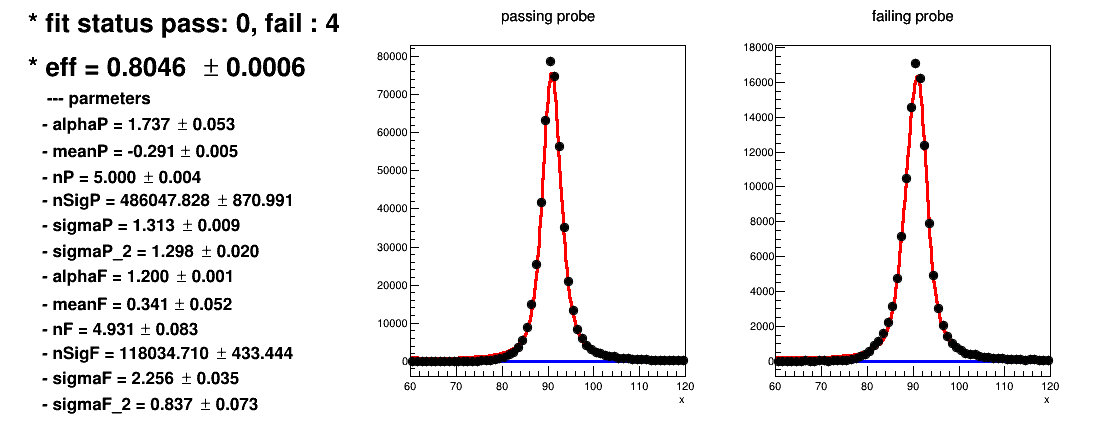 * fit status pass: 0, fail : 4
* eff = 0.8046 ± 0.0006
--- parmeters
- alphaP = 1.737 ± 0.053
- meanP = -0.291 ± 0.005
- nP = 5.000 ± 0.004
- nSigP = 486047.828 ± 870.991
- sigmaP = 1.313 ± 0.009
- sigmaP_2 = 1.298 ± 0.020
- alphaF = 1.200 ± 0.001
- meanF = 0.341 ± 0.052
- nF = 4.931 ± 0.083
- nSigF = 118034.710 ± 433.444
- sigmaF = 2.256 ± 0.035
- sigmaF_2 = 0.837 ± 0.073
passing probe
80000
70000
60000
50000
40000
30000
20000
10000
0
60 70 80 90 100 110 120
x
failing probe
18000
16000
14000
12000
10000
8000
6000
4000
2000
0
60 70 80 90 100 110 120
x